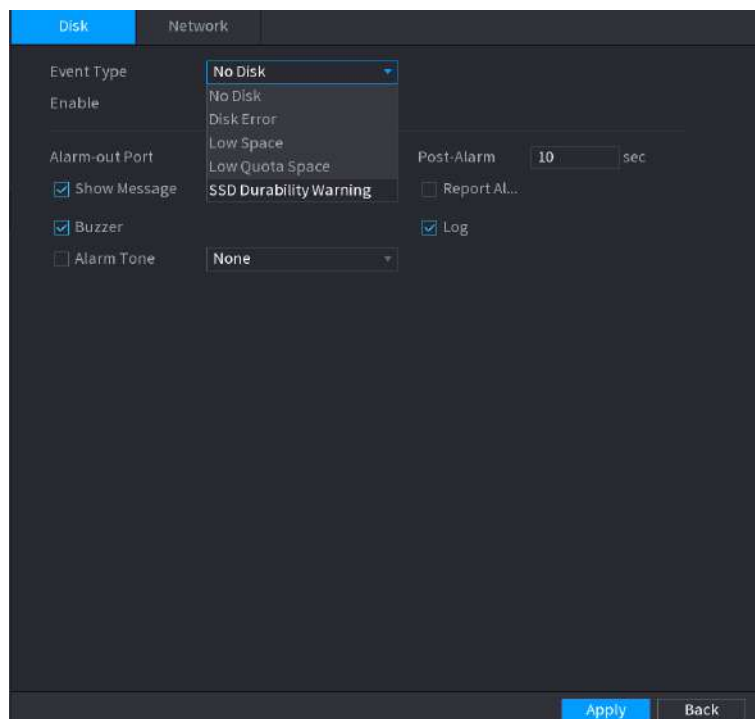 Disk Network
Event Type No Disk
No Disk
Enable
Disk Error
Low Space
Alarm-out Port Post-Alarm 10 sec
Low Quota Space
Show Message SSD Durability Warning Report Al...
Buzzer Log
Alarm Tone None
Apply Back